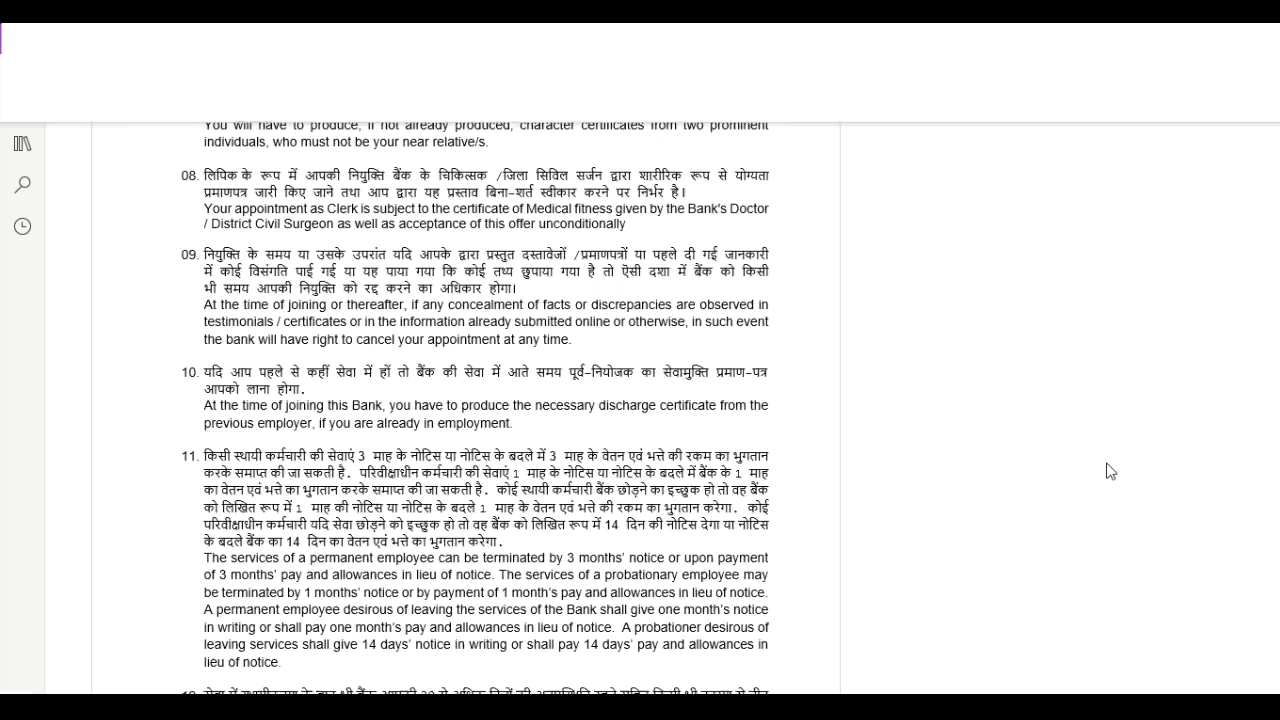 You will have to produce, if not already produced, character certificates from two prominent
individuals, who must not be your near relative/s.
08. लिपिक के रूप में आपकी नियुक्ति बैंक के चिकित्सक /जिला सिविल सर्जन द्वारा शारीरिक रूप से योग्यता
प्रमाणपत्र जारी किए जाने तथा आप द्वारा यह प्रस्ताव बिना-शर्त स्वीकार करने पर निर्भर है।
Your appointment as Clerk is subject to the certificate of Medical fitness given by the Bank's Doctor
/ District Civil Surgeon as well as acceptance of this offer unconditionally
09. नियुक्ति के समय या उसके उपरांत यदि आपके द्वारा प्रस्तुत दस्तावेजों /प्रमाणपत्रों या पहले दी गई जानकारी
में कोई विसंगति पाई गई या यह पाया गया कि कोई तथ्य छुपाया गया है तो ऐसी दशा में बैंक को किसी
भी समय आपकी नियुक्ति को रद्द करने का अधिकार होगा।
At the time of joining or thereafter, if any concealment of facts or discrepancies are observed in
testimonials / certificates or in the information already submitted online or otherwise, in such event
the bank will have right to cancel your appointment at any time.
10. यदि आप पहले से कहीं सेवा में हों तो बैंक की सेवा में आते समय पूर्व-नियोजक का सेवामुक्ति प्रमाण-पत्र
आपको लाना होगा.
At the time of joining this Bank, you have to produce the necessary discharge certificate from the
previous employer, if you are already in employment.
11. किसी स्थायी कर्मचारी की सेवाएं 3 माह के नोटिस या नोटिस के बदले में 3 माह के वेतन एवं भत्ते की रकम का भुगतान
करके समाप्त की जा सकती है. परिवीक्षाधीन कर्मचारी की सेवाएं 1 माह के नोटिस या नोटिस के बदले में बैंक के 1 माह
का वेतन एवं भत्ते का भुगतान करके समाप्त की जा सकती है. कोई स्थायी कर्मचारी बैंक छोड़ने का इच्छुक हो तो वह बैंक
को लिखित रूप में 1 माह की नोटिस या नोटिस के बदले 1 माह के वेतन एवं भत्ते की रकम का भुगतान करेगा. कोई
परिवीक्षाधीन कर्मचारी यदि सेवा छोड़ने को इच्छुक हो तो वह बैंक को लिखित रूप में 14 दिन की नोटिस देगा या नोटिस
के बदले बैंक का 14 दिन का वेतन एवं भत्ते का भुगतान करेगा.
The services of a permanent employee can be terminated by 3 months' notice or upon payment
of 3 months' pay and allowances in lieu of notice. The services of a probationary employee may
be terminated by 1 months' notice or by payment of 1 month's pay and allowances in lieu of notice.
A permanent employee desirous of leaving the services of the Bank shall give one month's notice
in writing or shall pay one month's pay and allowances in lieu of notice. A probationer desirous of
leaving services shall give 14 days' notice in writing or shall pay 14 days' pay and allowances in
lieu of notice.